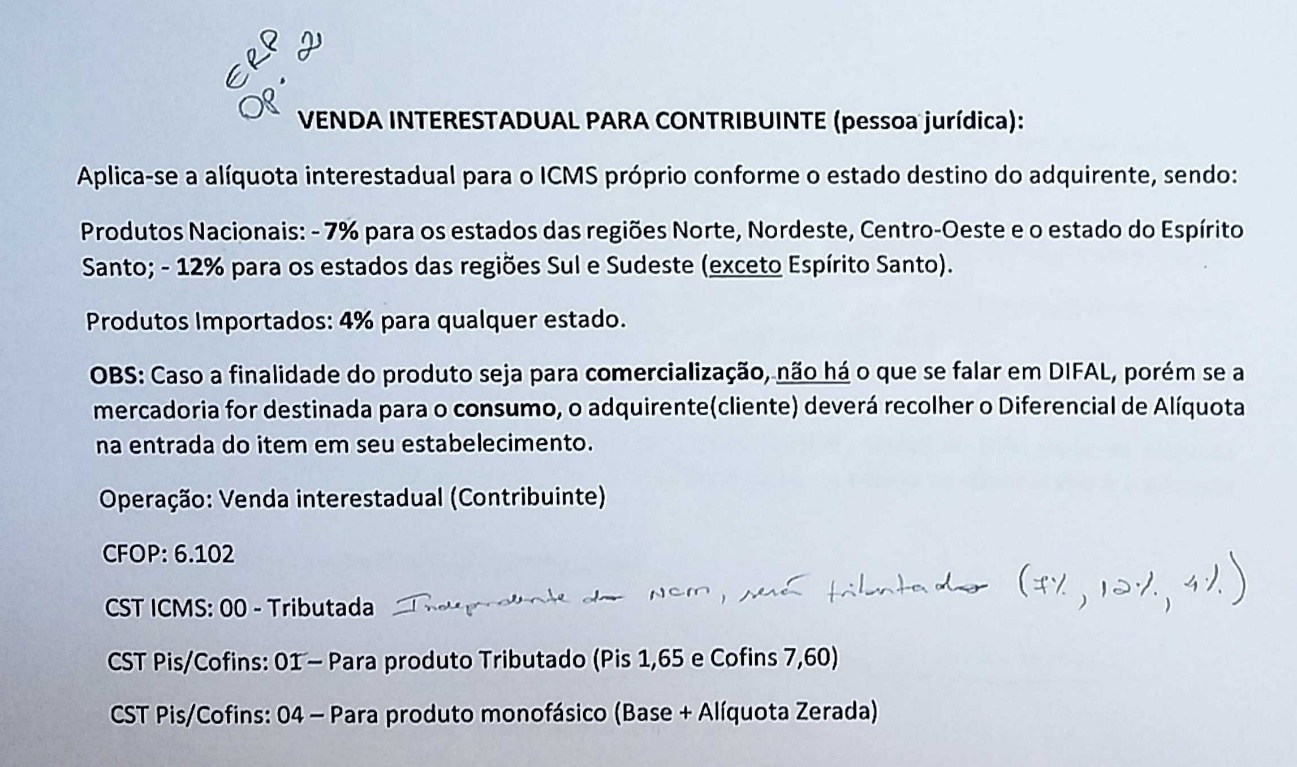 ERP 21
OP.
VENDA INTERESTADUAL PARA CONTRIBUINTE (pessoa jurídica):
Aplica-se a alíquota interestadual para o ICMS próprio conforme o estado destino do adquirente, sendo:
Produtos Nacionais: - 7% para os estados das regiões Norte, Nordeste, Centro-Oeste e o estado do Espírito
Santo; - 12% para os estados das regiões Sul e Sudeste (exceto Espírito Santo).
Produtos Importados: 4% para qualquer estado.
OBS: Caso a finalidade do produto seja para comercialização, não há o que se falar em DIFAL, porém se a
mercadoria for destinada para o consumo, o adquirente(cliente) deverá recolher o Diferencial de Alíquota
na entrada do item em seu estabelecimento.
Operação: Venda interestadual (Contribuinte)
CFOP: 6.102
CST ICMS: 00 - Tributada Independente do NCM, será tributado (7%, 12%, 4%)
CST Pis/Cofins: 01 – Para produto Tributado (Pis 1,65 e Cofins 7,60)
CST Pis/Cofins: 04 – Para produto monofásico (Base + Alíquota Zerada)